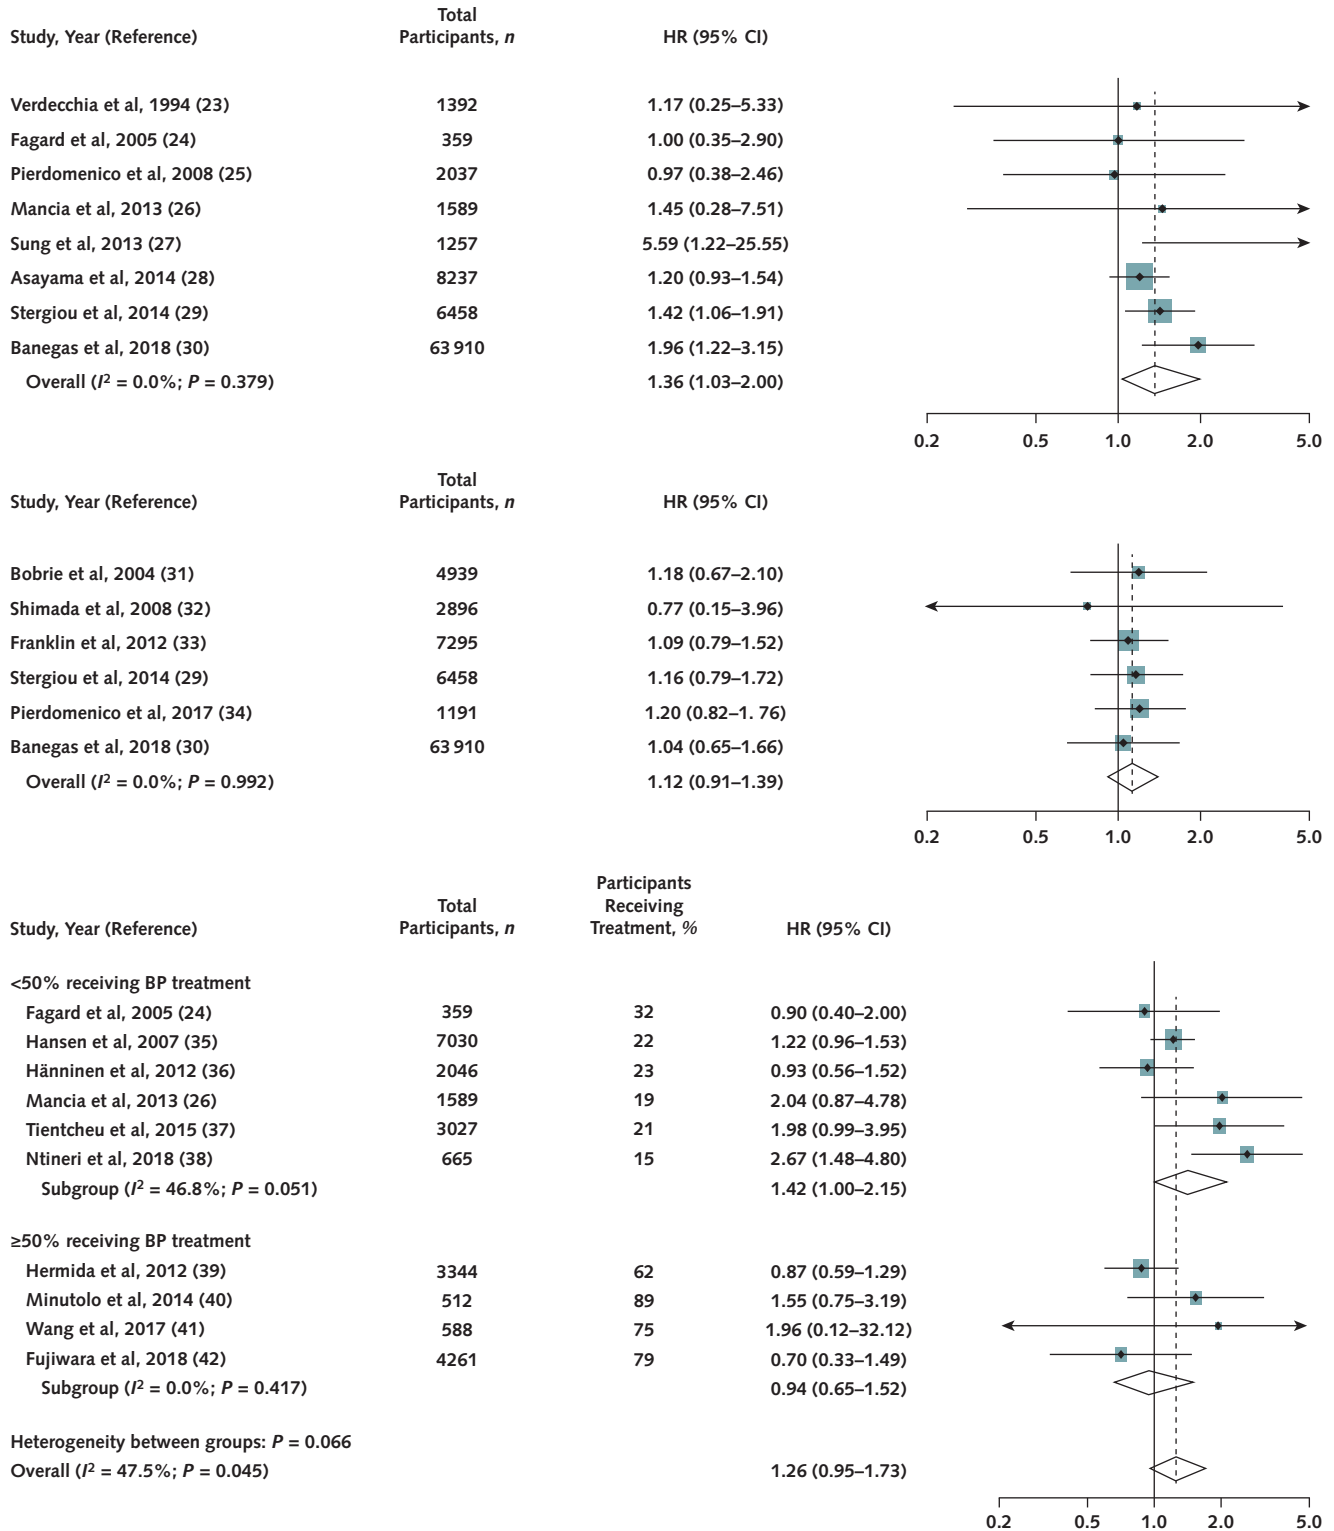 Total
Study, Year (Reference) Participants, n HR (95% CI)
Verdecchia et al, 1994 (23) 1392 1.17 (0.25–5.33)
Fagard et al, 2005 (24) 359 1.00 (0.35–2.90)
Pierdomenico et al, 2008 (25) 2037 0.97 (0.38–2.46)
Mancia et al, 2013 (26) 1589 1.45 (0.28–7.51)
Sung et al, 2013 (27) 1257 5.59 (1.22–25.55)
Asayama et al, 2014 (28) 8237 1.20 (0.93–1.54)
Stergiou et al, 2014 (29) 6458 1.42 (1.06–1.91)
Banegas et al, 2018 (30) 63 910 1.96 (1.22–3.15)
Overall (I² = 0.0%; P = 0.379) 1.36 (1.03–2.00)
0.2 0.5 1.0 2.0 5.0
Total
Study, Year (Reference) Participants, n HR (95% CI)
Bobrie et al, 2004 (31) 4939 1.18 (0.67–2.10)
Shimada et al, 2008 (32) 2896 0.77 (0.15–3.96)
Franklin et al, 2012 (33) 7295 1.09 (0.79–1.52)
Stergiou et al, 2014 (29) 6458 1.16 (0.79–1.72)
Pierdomenico et al, 2017 (34) 1191 1.20 (0.82–1. 76)
Banegas et al, 2018 (30) 63 910 1.04 (0.65–1.66)
Overall (I² = 0.0%; P = 0.992) 1.12 (0.91–1.39)
0.2 0.5 1.0 2.0 5.0
Participants
Total Receiving
Study, Year (Reference) Participants, n Treatment, % HR (95% CI)
<50% receiving BP treatment
Fagard et al, 2005 (24) 359 32 0.90 (0.40–2.00)
Hansen et al, 2007 (35) 7030 22 1.22 (0.96–1.53)
Hänninen et al, 2012 (36) 2046 23 0.93 (0.56–1.52)
Mancia et al, 2013 (26) 1589 19 2.04 (0.87–4.78)
Tientcheu et al, 2015 (37) 3027 21 1.98 (0.99–3.95)
Ntineri et al, 2018 (38) 665 15 2.67 (1.48–4.80)
Subgroup (I² = 46.8%; P = 0.051) 1.42 (1.00–2.15)
≥50% receiving BP treatment
Hermida et al, 2012 (39) 3344 62 0.87 (0.59–1.29)
Minutolo et al, 2014 (40) 512 89 1.55 (0.75–3.19)
Wang et al, 2017 (41) 588 75 1.96 (0.12–32.12)
Fujiwara et al, 2018 (42) 4261 79 0.70 (0.33–1.49)
Subgroup (I² = 0.0%; P = 0.417) 0.94 (0.65–1.52)
Heterogeneity between groups: P = 0.066
Overall (I² = 47.5%; P = 0.045) 1.26 (0.95–1.73)
0.2 0.5 1.0 2.0 5.0